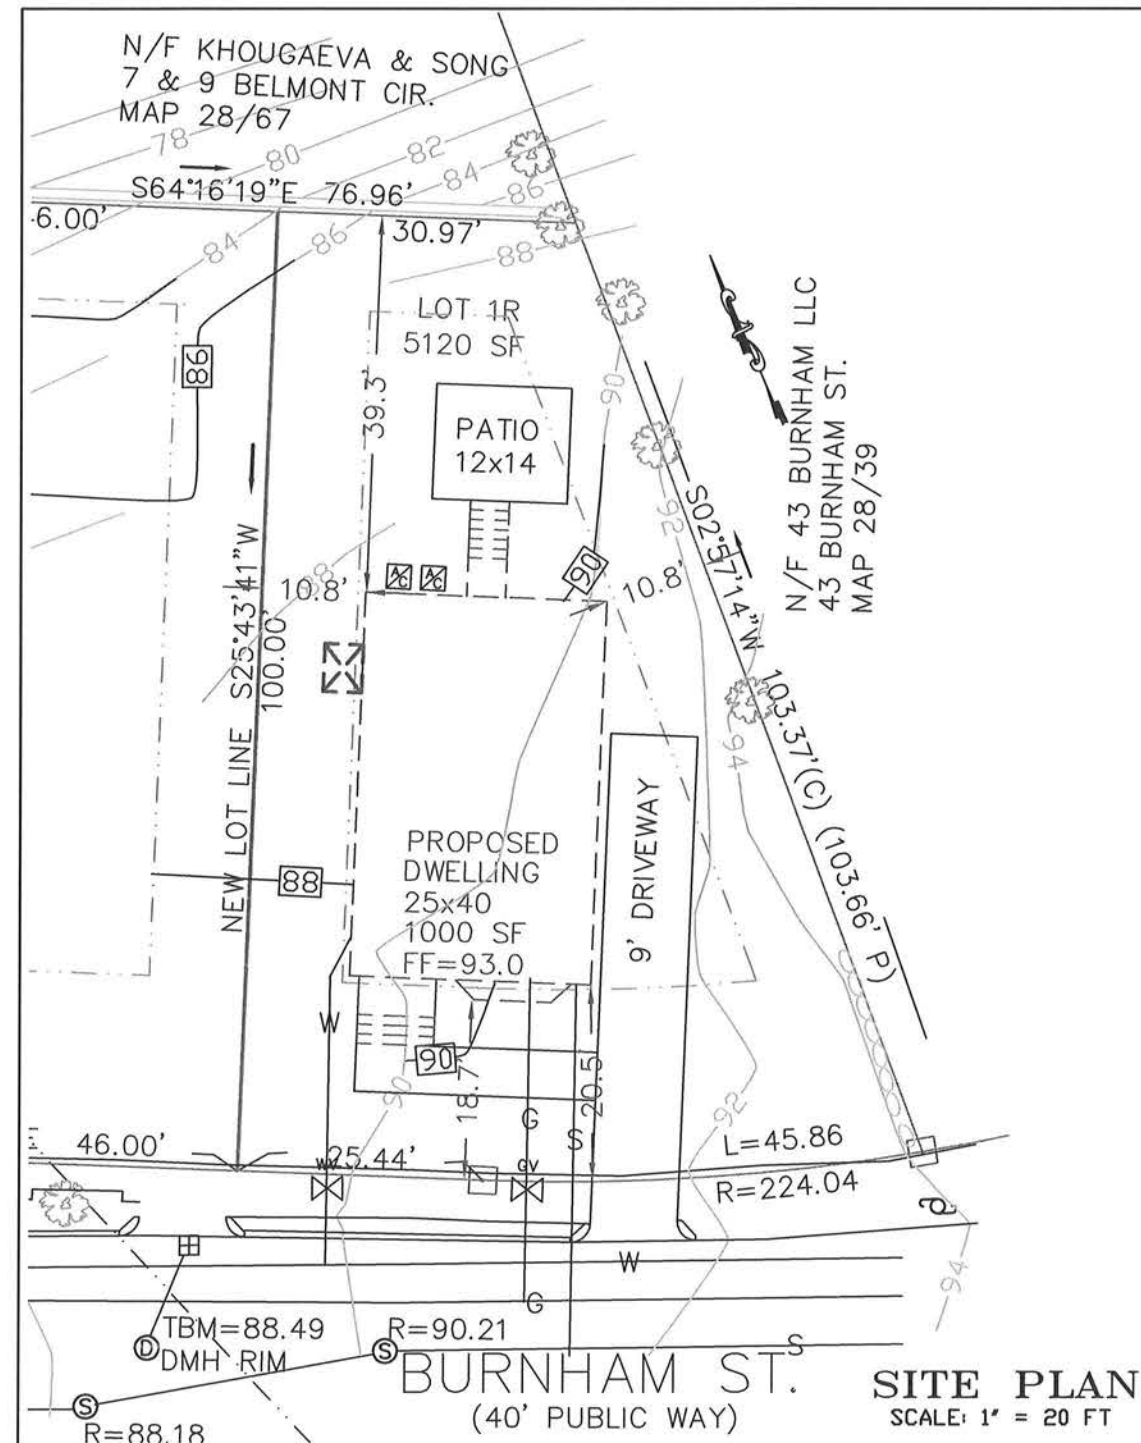 N/F KHOUGAEVA & SONG
7 & 9 BELMONT CIR.
MAP 28/67
78
80
82
84
86
S64°16'19"E 76.96'
6.00'
30.97'
84
86
88
LOT 1R
5120 SF
N/F 43 BURNHAM LLC
43 BURNHAM ST.
MAP 28/39
86
39.3'
PATIO
12x14
90
92
S02°57'14"W 103.37'(C) (103.66' P)
A/C
A/C
90
10.8'
88
10.8'
NEW LOT LINE S25°43'41"W
100.00'
94
PROPOSED
DWELLING
25x40
1000 SF
FF=93.0
9' DRIVEWAY
88
W
90
90
18.7'
20.5'
92
G
S
46.00'
25.44'
WV
GV
L=45.86
R=224.04
W
G
94
TBM=88.49
DMH RIM
D
R=90.21
S
S
BURNHAM ST.
(40' PUBLIC WAY)
S
R=88.18
SITE PLAN
SCALE: 1" = 20 FT